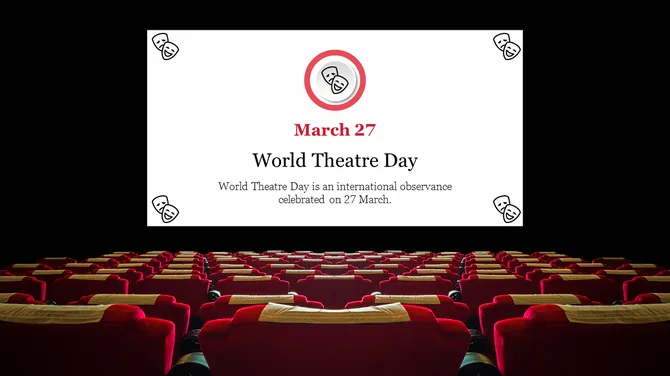 March 27
World Theatre Day
World Theatre Day is an international observance
celebrated on 27 March.